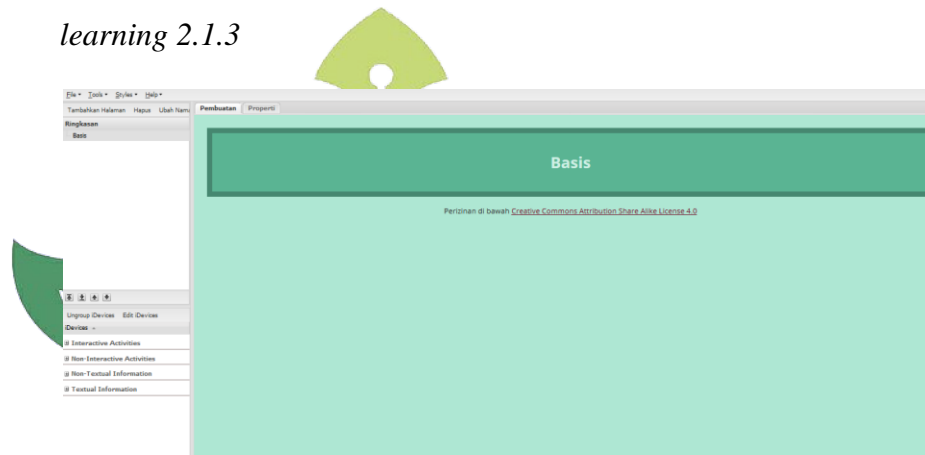 learning 2.1.3
File Tools Styles Help
Tambahkan Halaman Hapus Ubah Nama
Pembuatan Properti
Ringkasan
Basis
Basis
Perizinan di bawah Creative Commons Attribution Share Alike License 4.0
Ungroup iDevices Edit iDevices
iDevices
Interactive Activities
Non-Interactive Activities
Non-Textual Information
Textual Information